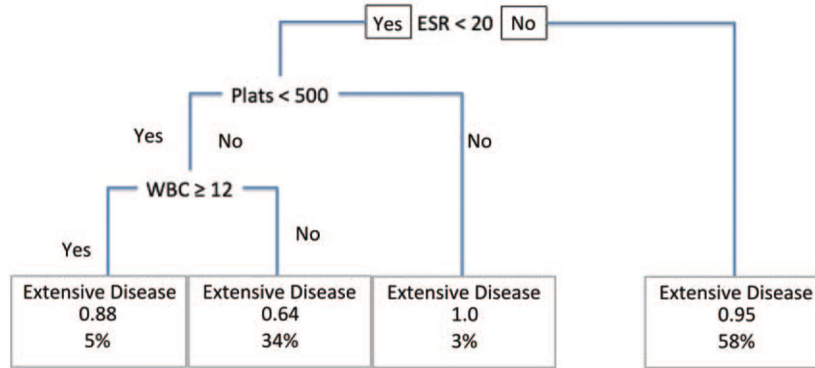 Yes ESR < 20 No
Plats < 500
Yes No No
WBC ≥ 12
Yes No
Extensive Disease Extensive Disease Extensive Disease Extensive Disease
0.88 0.64 1.0 0.95
5% 34% 3% 58%